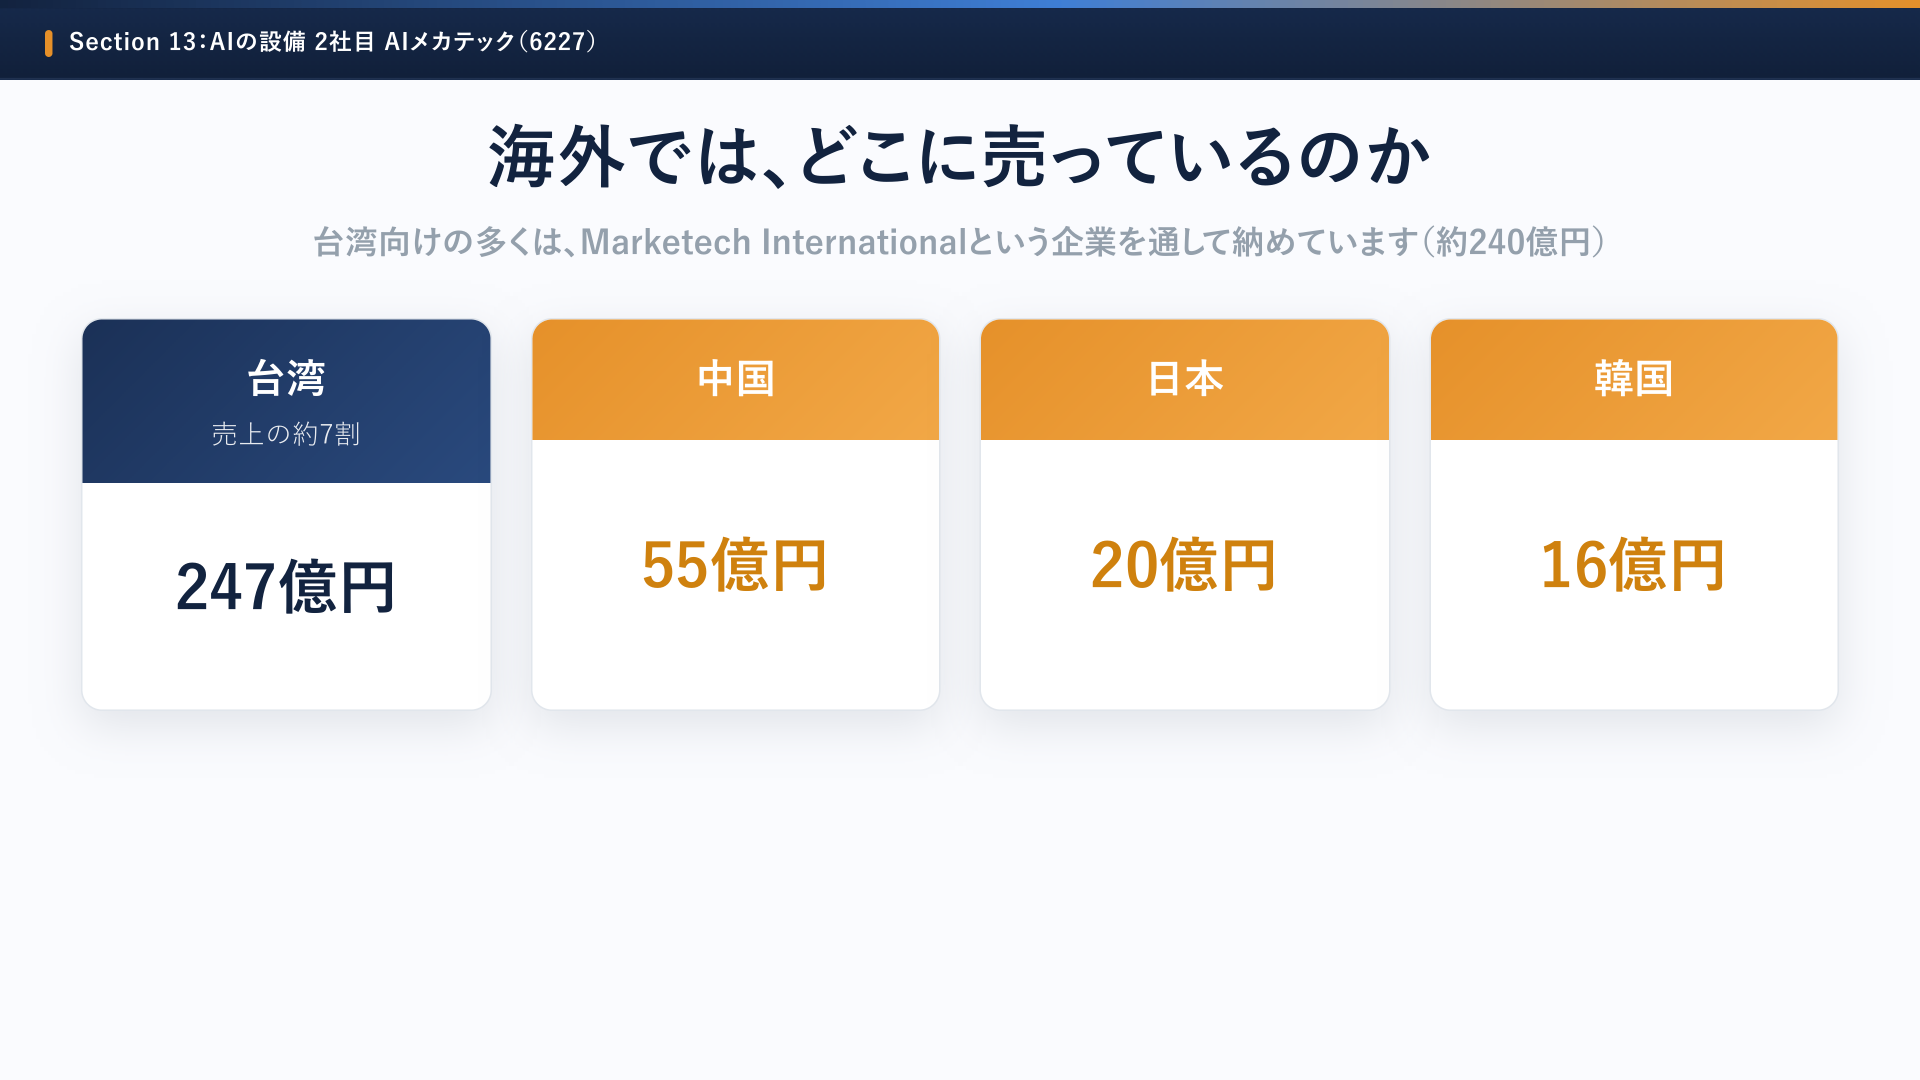 Section 13：AIの設備 2社目 AIメカテック（6227）
海外では、どこに売っているのか
台湾向けの多くは、Marketech Internationalという企業を通して納めています（約240億円）
台湾
売上の約7割
247億円
中国
55億円
日本
20億円
韓国
16億円